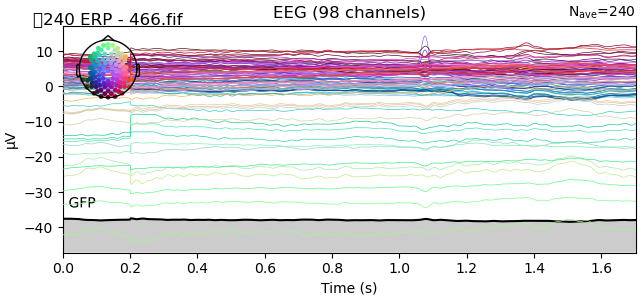 240 ERP - 466.fif
EEG (98 channels)
Nave=240
µV
10
0
−10
−20
−30
−40
GFP
0.0 0.2 0.4 0.6 0.8 1.0 1.2 1.4 1.6
Time (s)